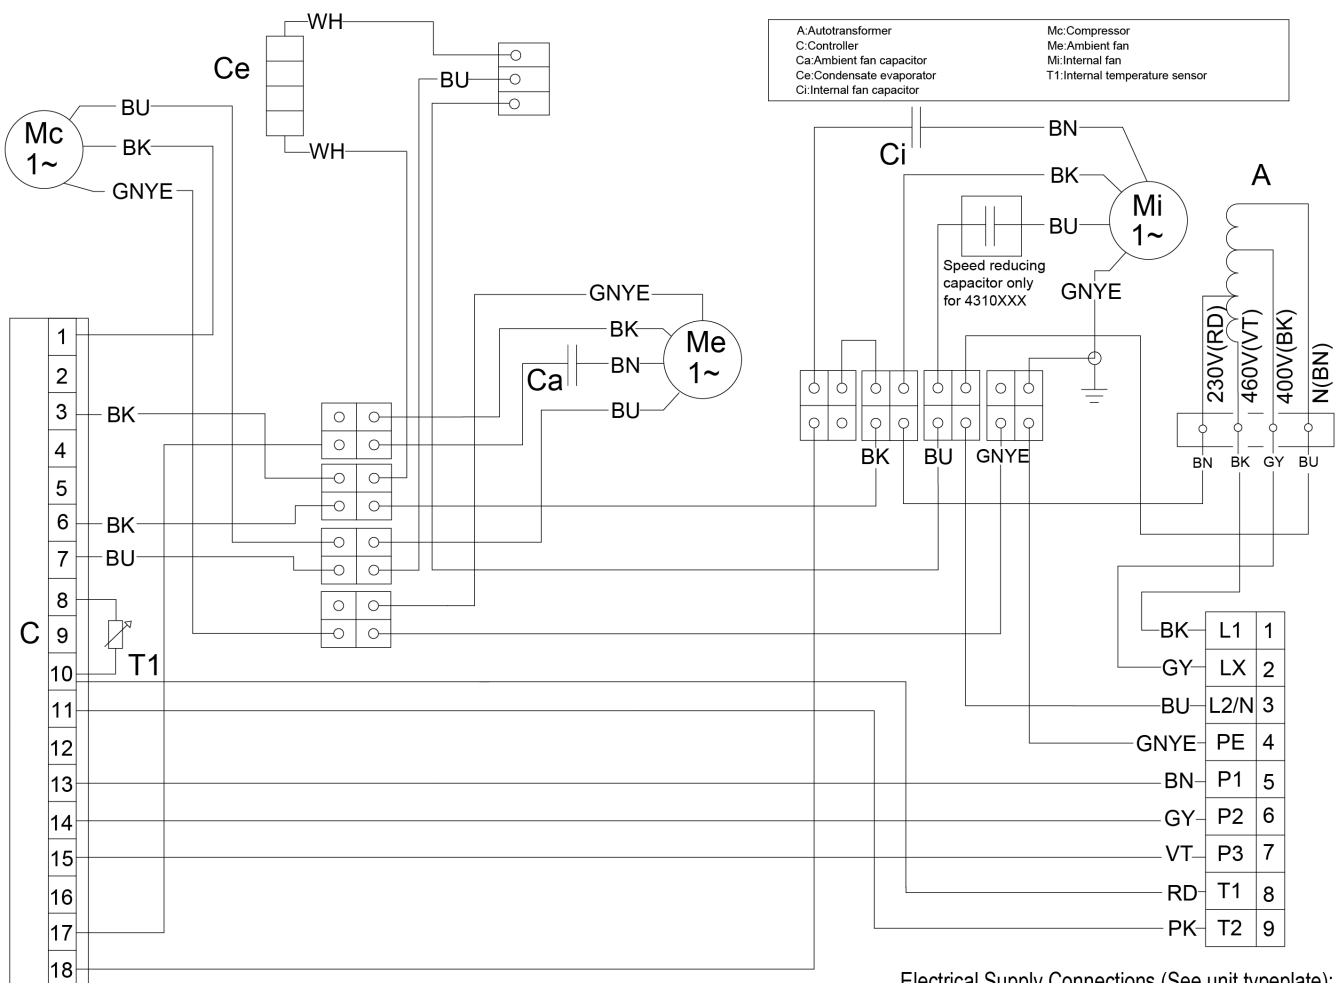 WH
Ce
BU
WH
Mc
1~
BU
BK
GNYE
A:Autotransformer
C:Controller
Ca:Ambient fan capacitor
Ce:Condensate evaporator
Ci:Internal fan capacitor
Mc:Compressor
Me:Ambient fan
Mi:Internal fan
T1:Internal temperature sensor
Ci
BN
BK
BU
GNYE
Mi
1~
A
Speed reducing
capacitor only
for 4310XXX
GNYE
BK
BN
BU
Ca
Me
1~
230V(RD)
460V(VT)
400V(BK)
N(BN)
BN
BK
GY
BU
BK
BU
GNYE
C
1
2
3
4
5
6
7
8
9
10
11
12
13
14
15
16
17
18
BK
BK
BU
T1
BK L1 1
GY LX 2
BU L2/N 3
GNYE PE 4
BN P1 5
GY P2 6
VT P3 7
RD T1 8
PK T2 9
Electrical Supply Connections (See unit typeplate):